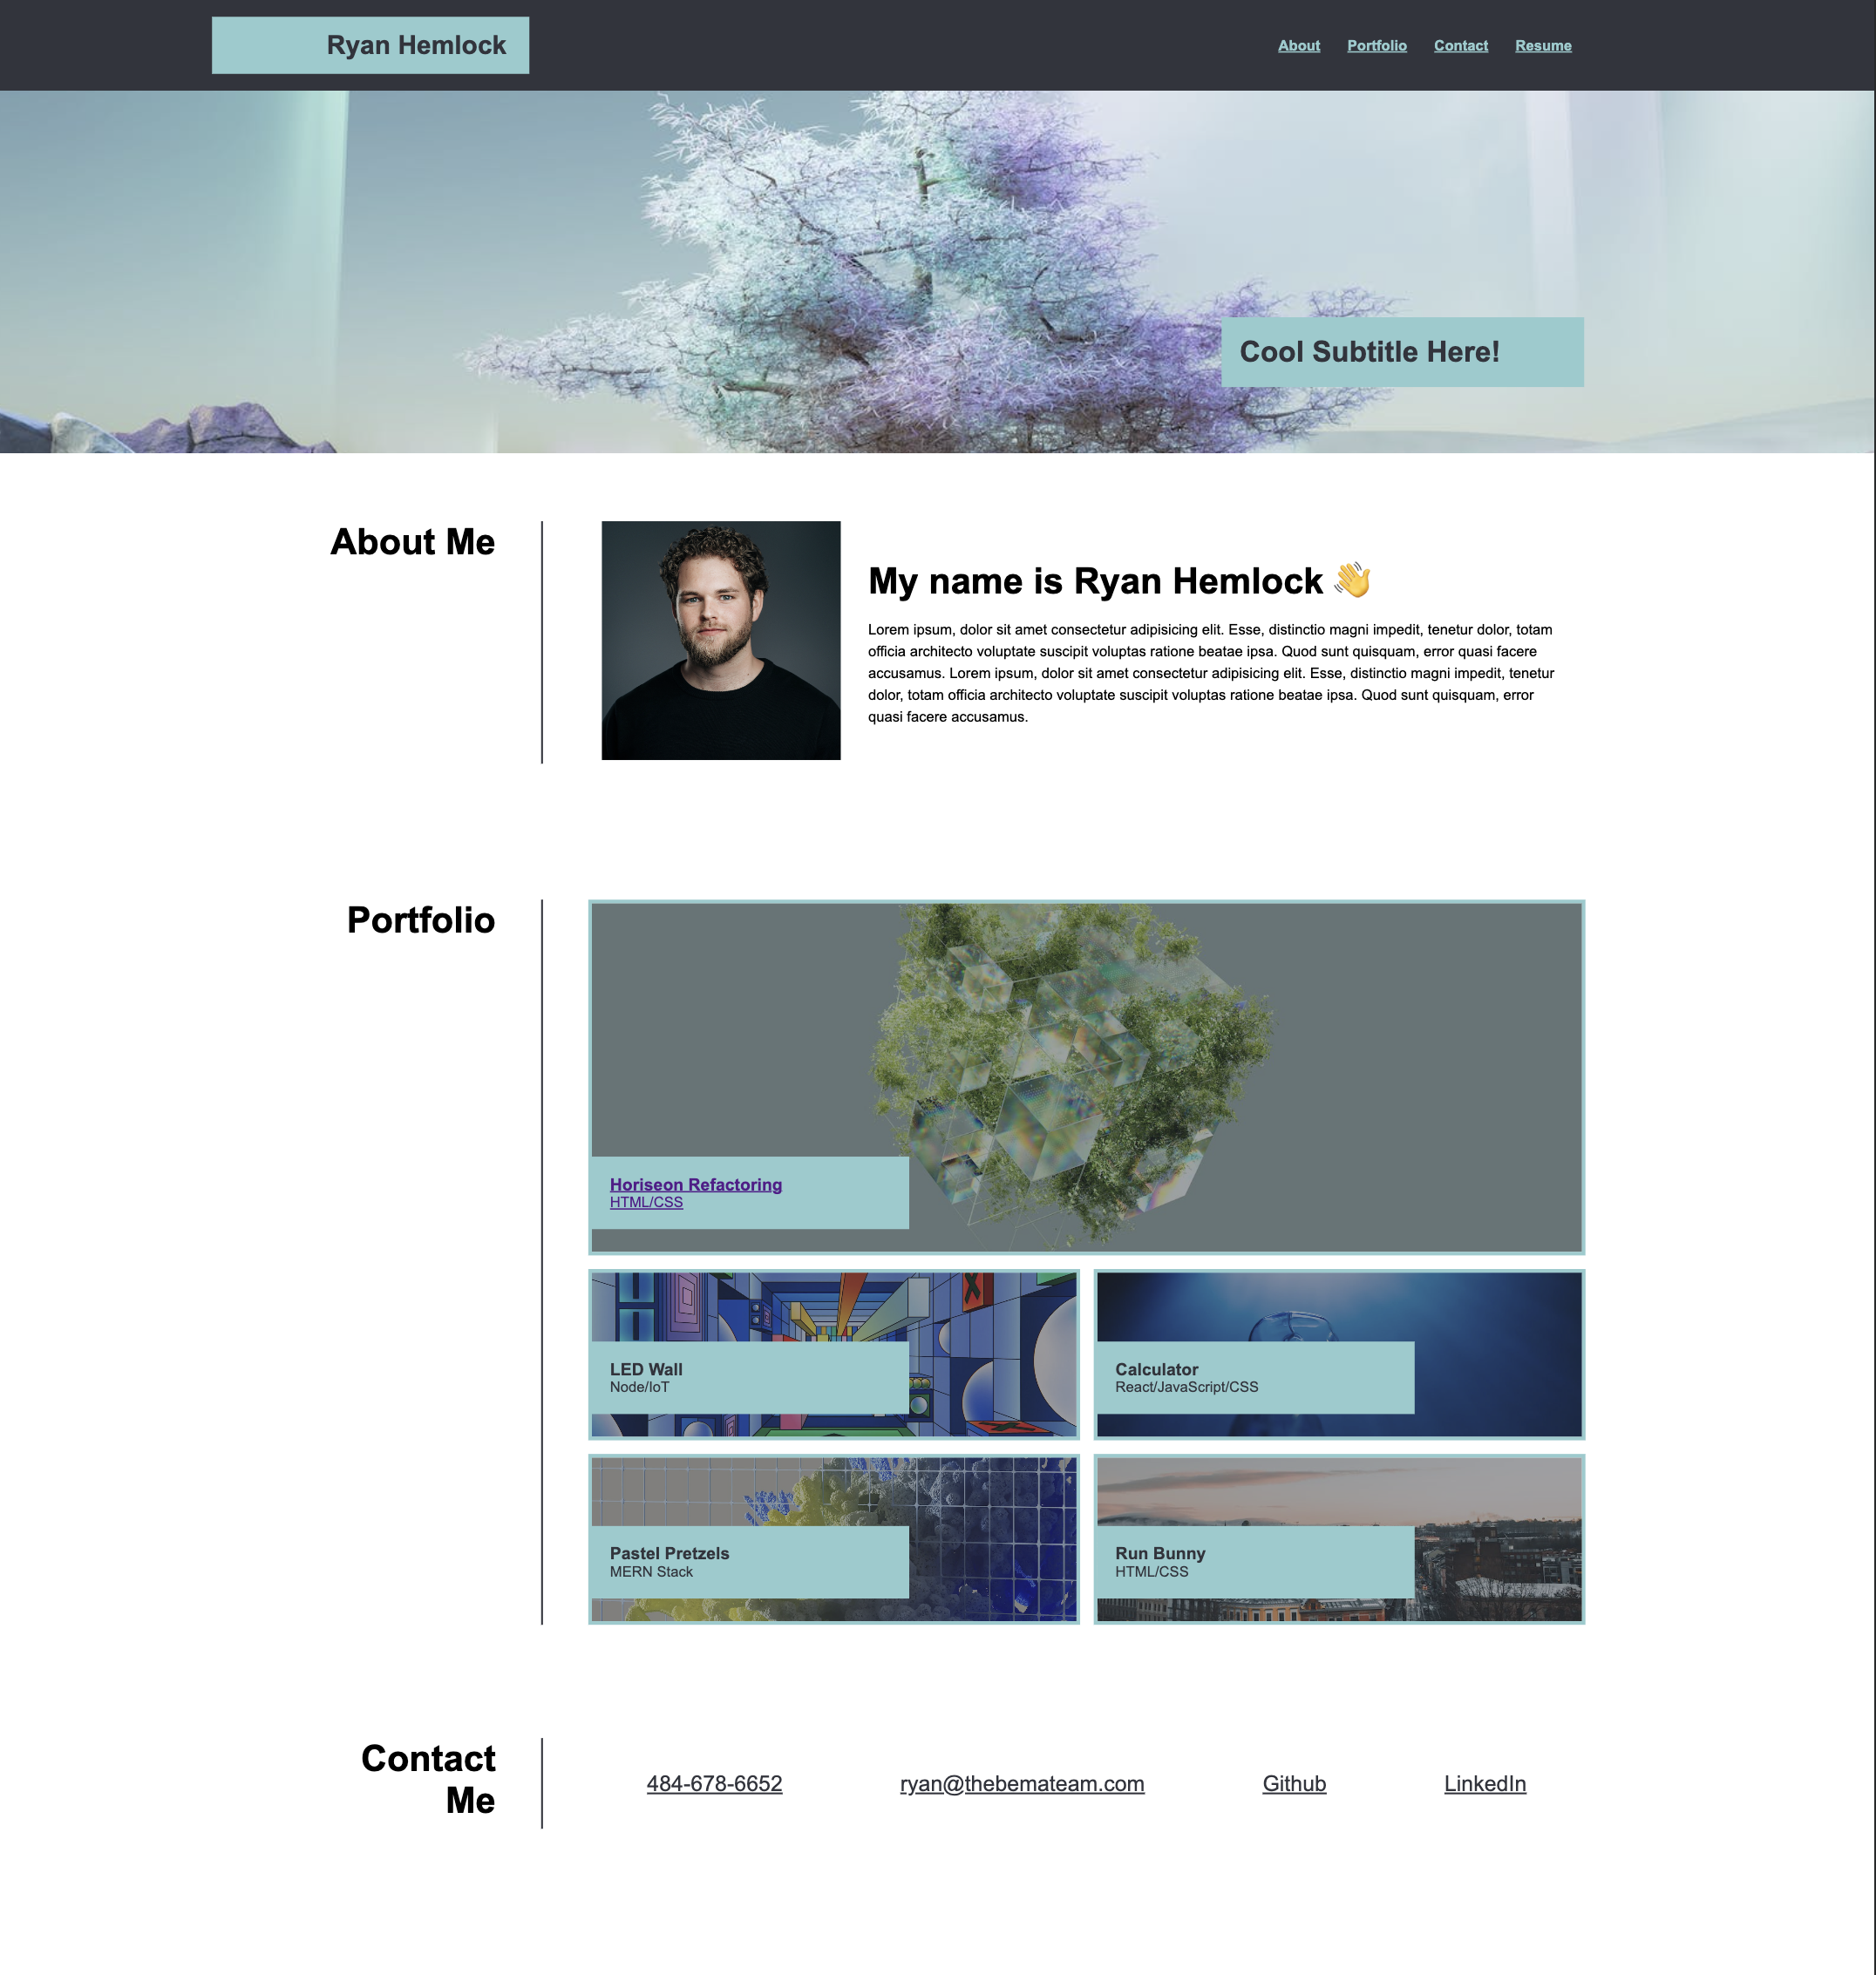 Ryan Hemlock
About Portfolio Contact Resume
Cool Subtitle Here!
About Me
My name is Ryan Hemlock 👋
Lorem ipsum, dolor sit amet consectetur adipisicing elit. Esse, distinctio magni impedit, tenetur dolor, totam
officia architecto voluptate suscipit voluptas ratione beatae ipsa. Quod sunt quisquam, error quasi facere
accusamus. Lorem ipsum, dolor sit amet consectetur adipisicing elit. Esse, distinctio magni impedit, tenetur
dolor, totam officia architecto voluptate suscipit voluptas ratione beatae ipsa. Quod sunt quisquam, error
quasi facere accusamus.
Portfolio
Horiseon Refactoring
HTML/CSS
LED Wall
Node/IoT
Calculator
React/JavaScript/CSS
Pastel Pretzels
MERN Stack
Run Bunny
HTML/CSS
Contact
Me
484-678-6652
ryan@thebemateam.com
Github
LinkedIn